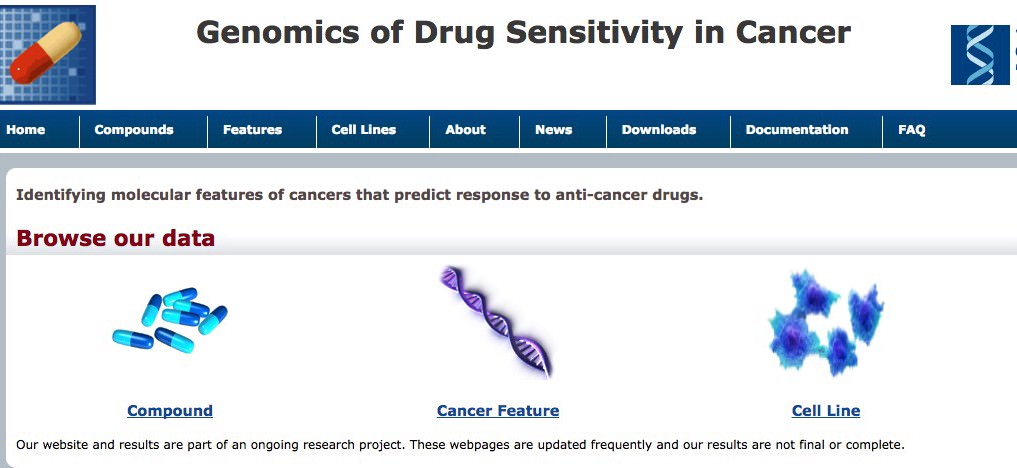 Genomics of Drug Sensitivity in Cancer
Home Compounds Features Cell Lines About News Downloads Documentation FAQ
Identifying molecular features of cancers that predict response to anti-cancer drugs.
Browse our data
Compound Cancer Feature Cell Line
Our website and results are part of an ongoing research project. These webpages are updated frequently and our results are not final or complete.